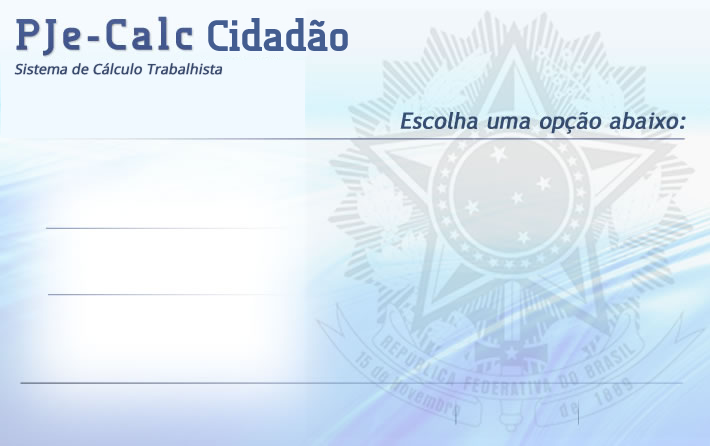 PJe-Calc Cidadão
Sistema de Cálculo Trabalhista
Escolha uma opção abaixo:
REPÚBLICA FEDERATIVA DO BRASIL
15 de Novembro de 1889